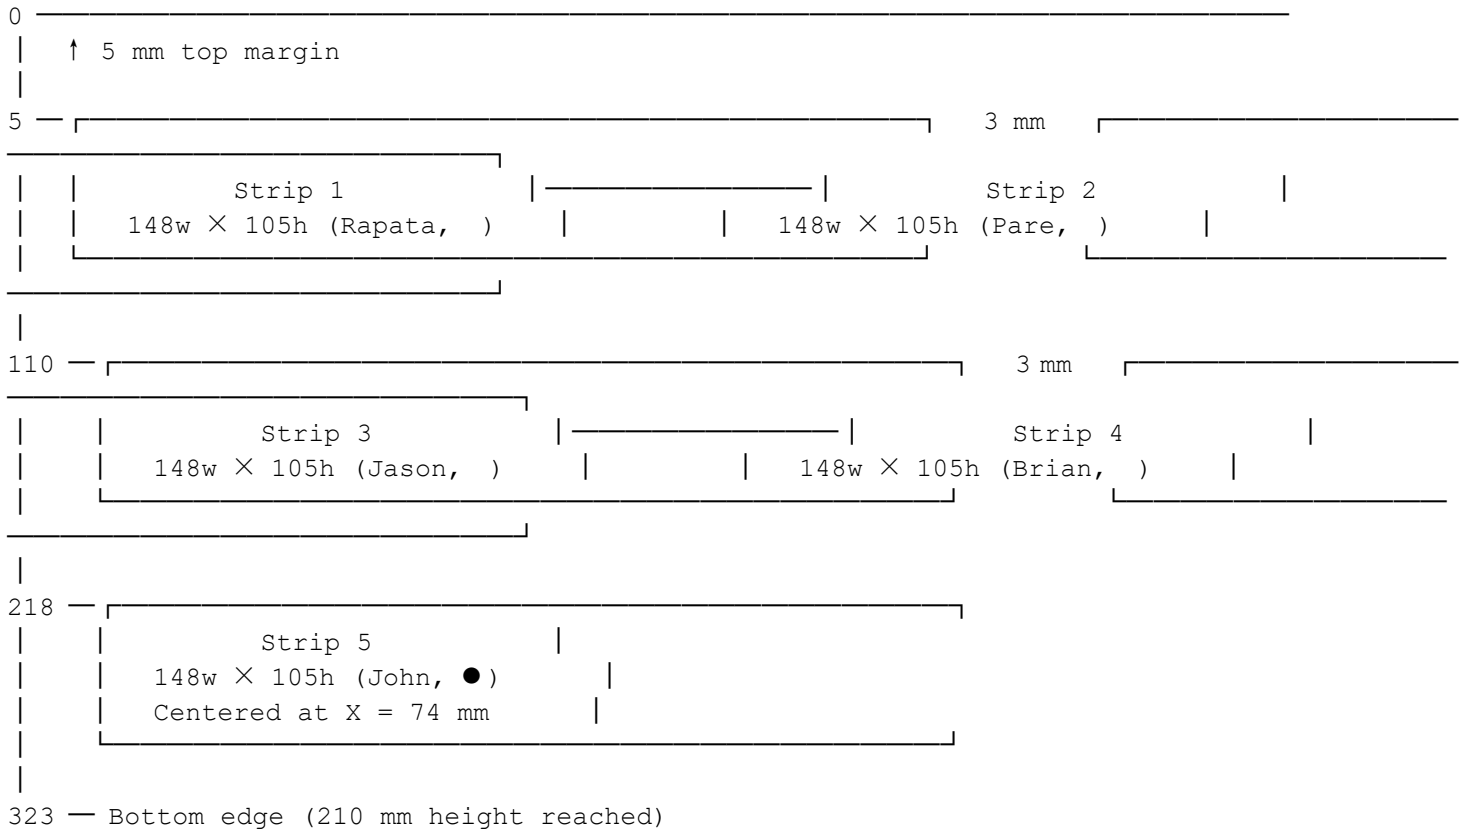 0
↑ 5 mm top margin
5 3 mm
Strip 1 Strip 2
148w × 105h (Rapata, ) 148w × 105h (Pare, )
110 3 mm
Strip 3 Strip 4
148w × 105h (Jason, ) 148w × 105h (Brian, )
218
Strip 5
148w × 105h (John, ●)
Centered at X = 74 mm
323 — Bottom edge (210 mm height reached)